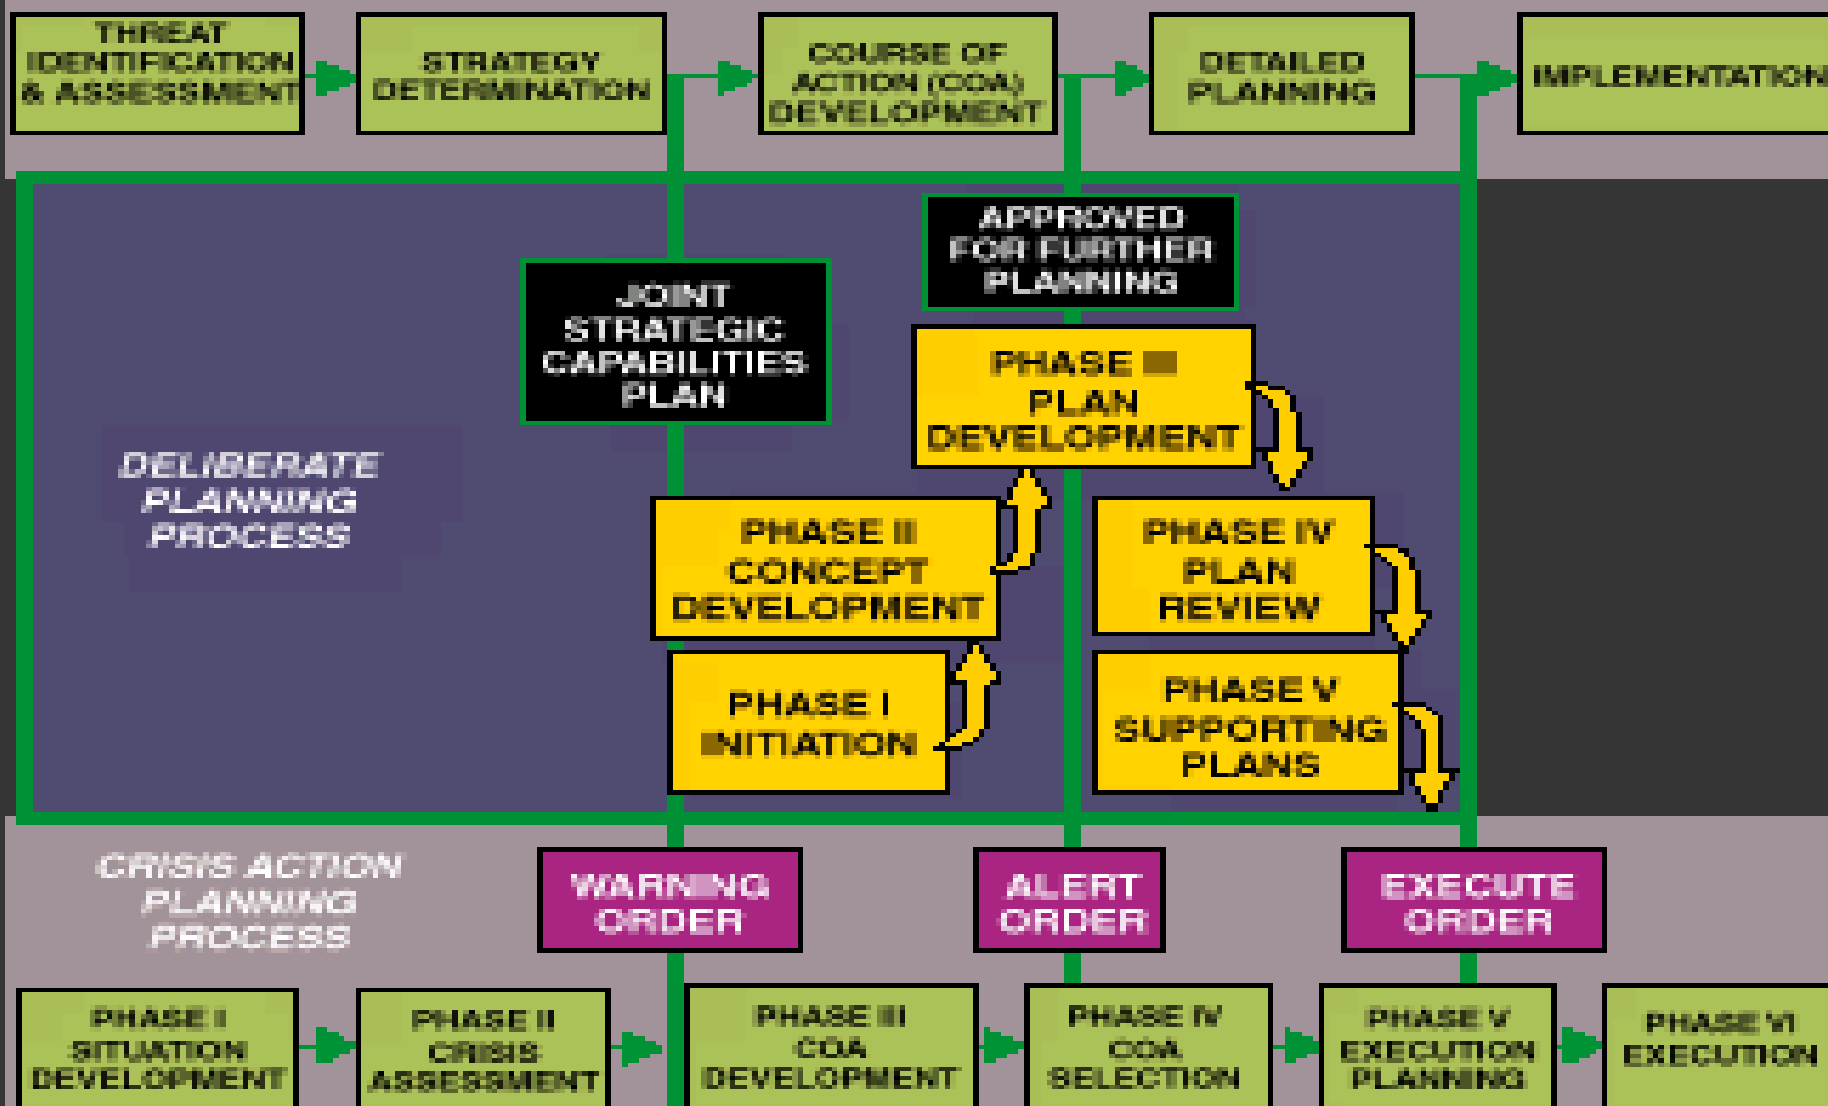 THREAT
IDENTIFICATION
& ASSESSMENT
STRATEGY
DETERMINATION
COURSE OF
ACTION (COA)
DEVELOPMENT
DETAILED
PLANNING
IMPLEMENTATION
APPROVED
FOR FURTHER
PLANNING
JOINT
STRATEGIC
CAPABILITIES
PLAN
PHASE III
PLAN
DEVELOPMENT
DELIBERATE
PLANNING
PROCESS
PHASE II
CONCEPT
DEVELOPMENT
PHASE IV
PLAN
REVIEW
PHASE I
INITIATION
PHASE V
SUPPORTING
PLANS
CRISIS ACTION
PLANNING
PROCESS
WARNING
ORDER
ALERT
ORDER
EXECUTE
ORDER
PHASE I
SITUATION
DEVELOPMENT
PHASE II
CRISIS
ASSESSMENT
PHASE III
COA
DEVELOPMENT
PHASE IV
COA
SELECTION
PHASE V
EXECUTION
PLANNING
PHASE VI
EXECUTION